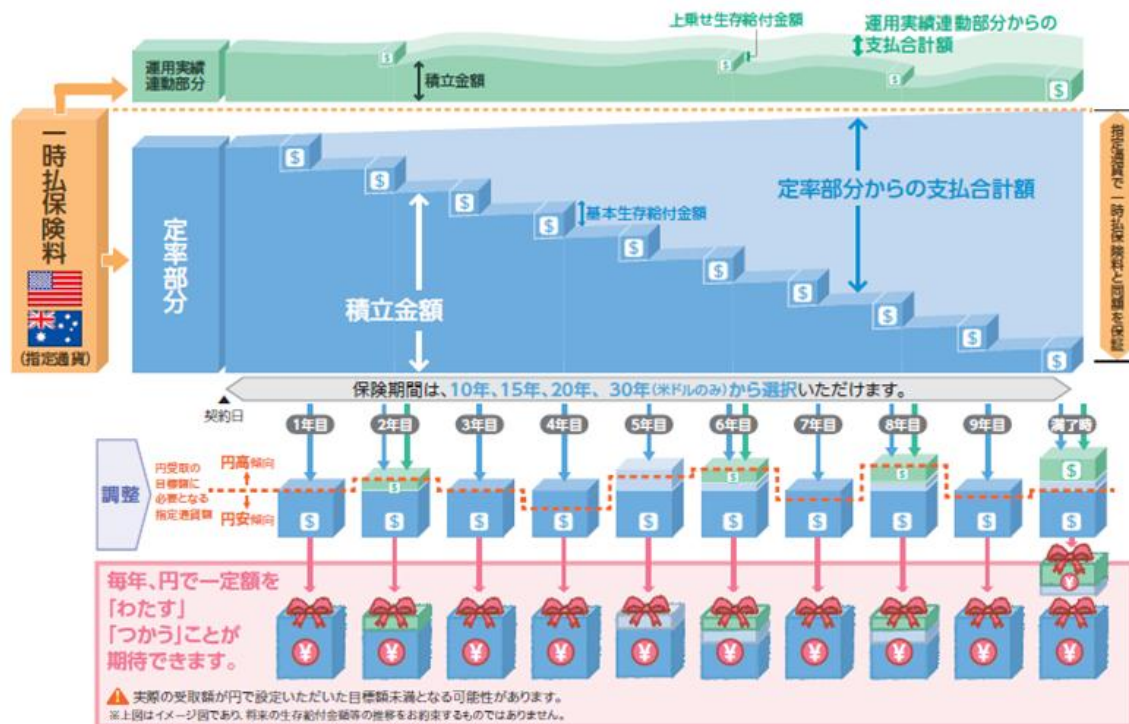 上乗せ生存給付金額
運用実績連動部分からの
支払合計額
運用実績
連動部分
積立金額
一時払保険料
(指定通貨)
定率部分
$
$
$
$
$
$
$
$
$
$
$
$
$
$
基本生存給付金額
定率部分からの支払合計額
積立金額
指定通貨で一時払保険料と同額を保証
保険期間は、10年、15年、20年、30年(米ドルのみ)から選択いただけます。
契約日
1年目
2年目
3年目
4年目
5年目
6年目
7年目
8年目
9年目
満了時
調整
円受取の
目標額に
必要となる
指定通貨額
円高傾向
円安傾向
$
$
$
$
$
$
$
$
$
$
$
$
$
$
毎年、円で一定額を
「わたす」
「つかう」ことが
期待できます。
¥
¥
¥
¥
¥
¥
¥
¥
¥
¥
¥
実際の受取額が円で設定いただいた目標額未満となる可能性があります。
※上図はイメージ図であり、将来の生存給付金額等の推移をお約束するものではありません。